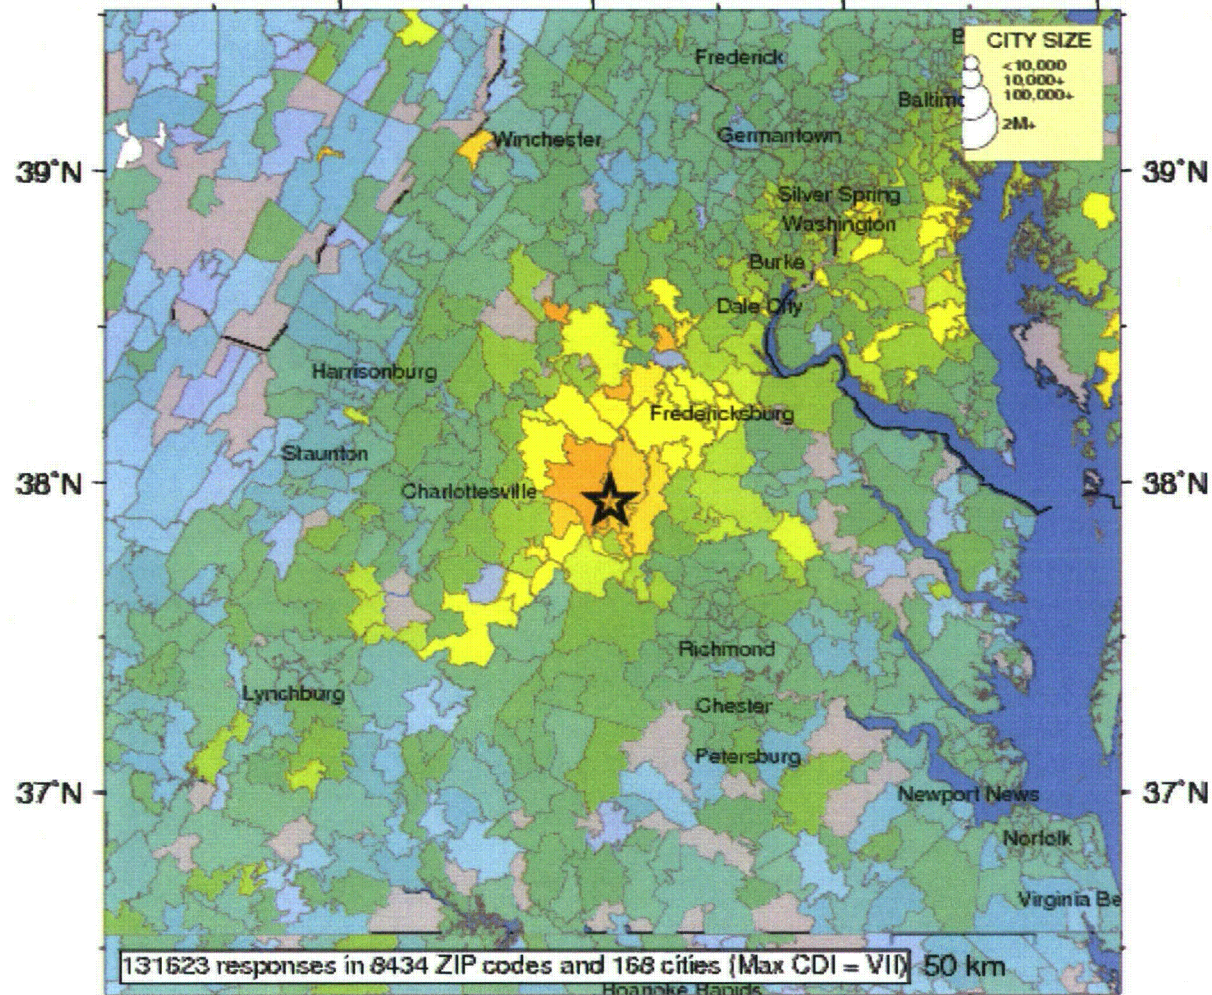 CITY SIZE
<10,000
10,000+
100,000+
2M+
Frederick
Baltimo
Winchester
Germantown
39°N
39°N
Silver Spring
Washington
Burke
Dale City
Harrisonburg
Fredericksburg
Staunton
38°N
Charlottesville
38°N
Richmond
Lynchburg
Chester
Petersburg
37°N
Newport News
37°N
Norfolk
Virginia Be
131623 responses in 8434 ZIP codes and 168 cities (Max CDI = VII)
50 km
Roanoke Rapids